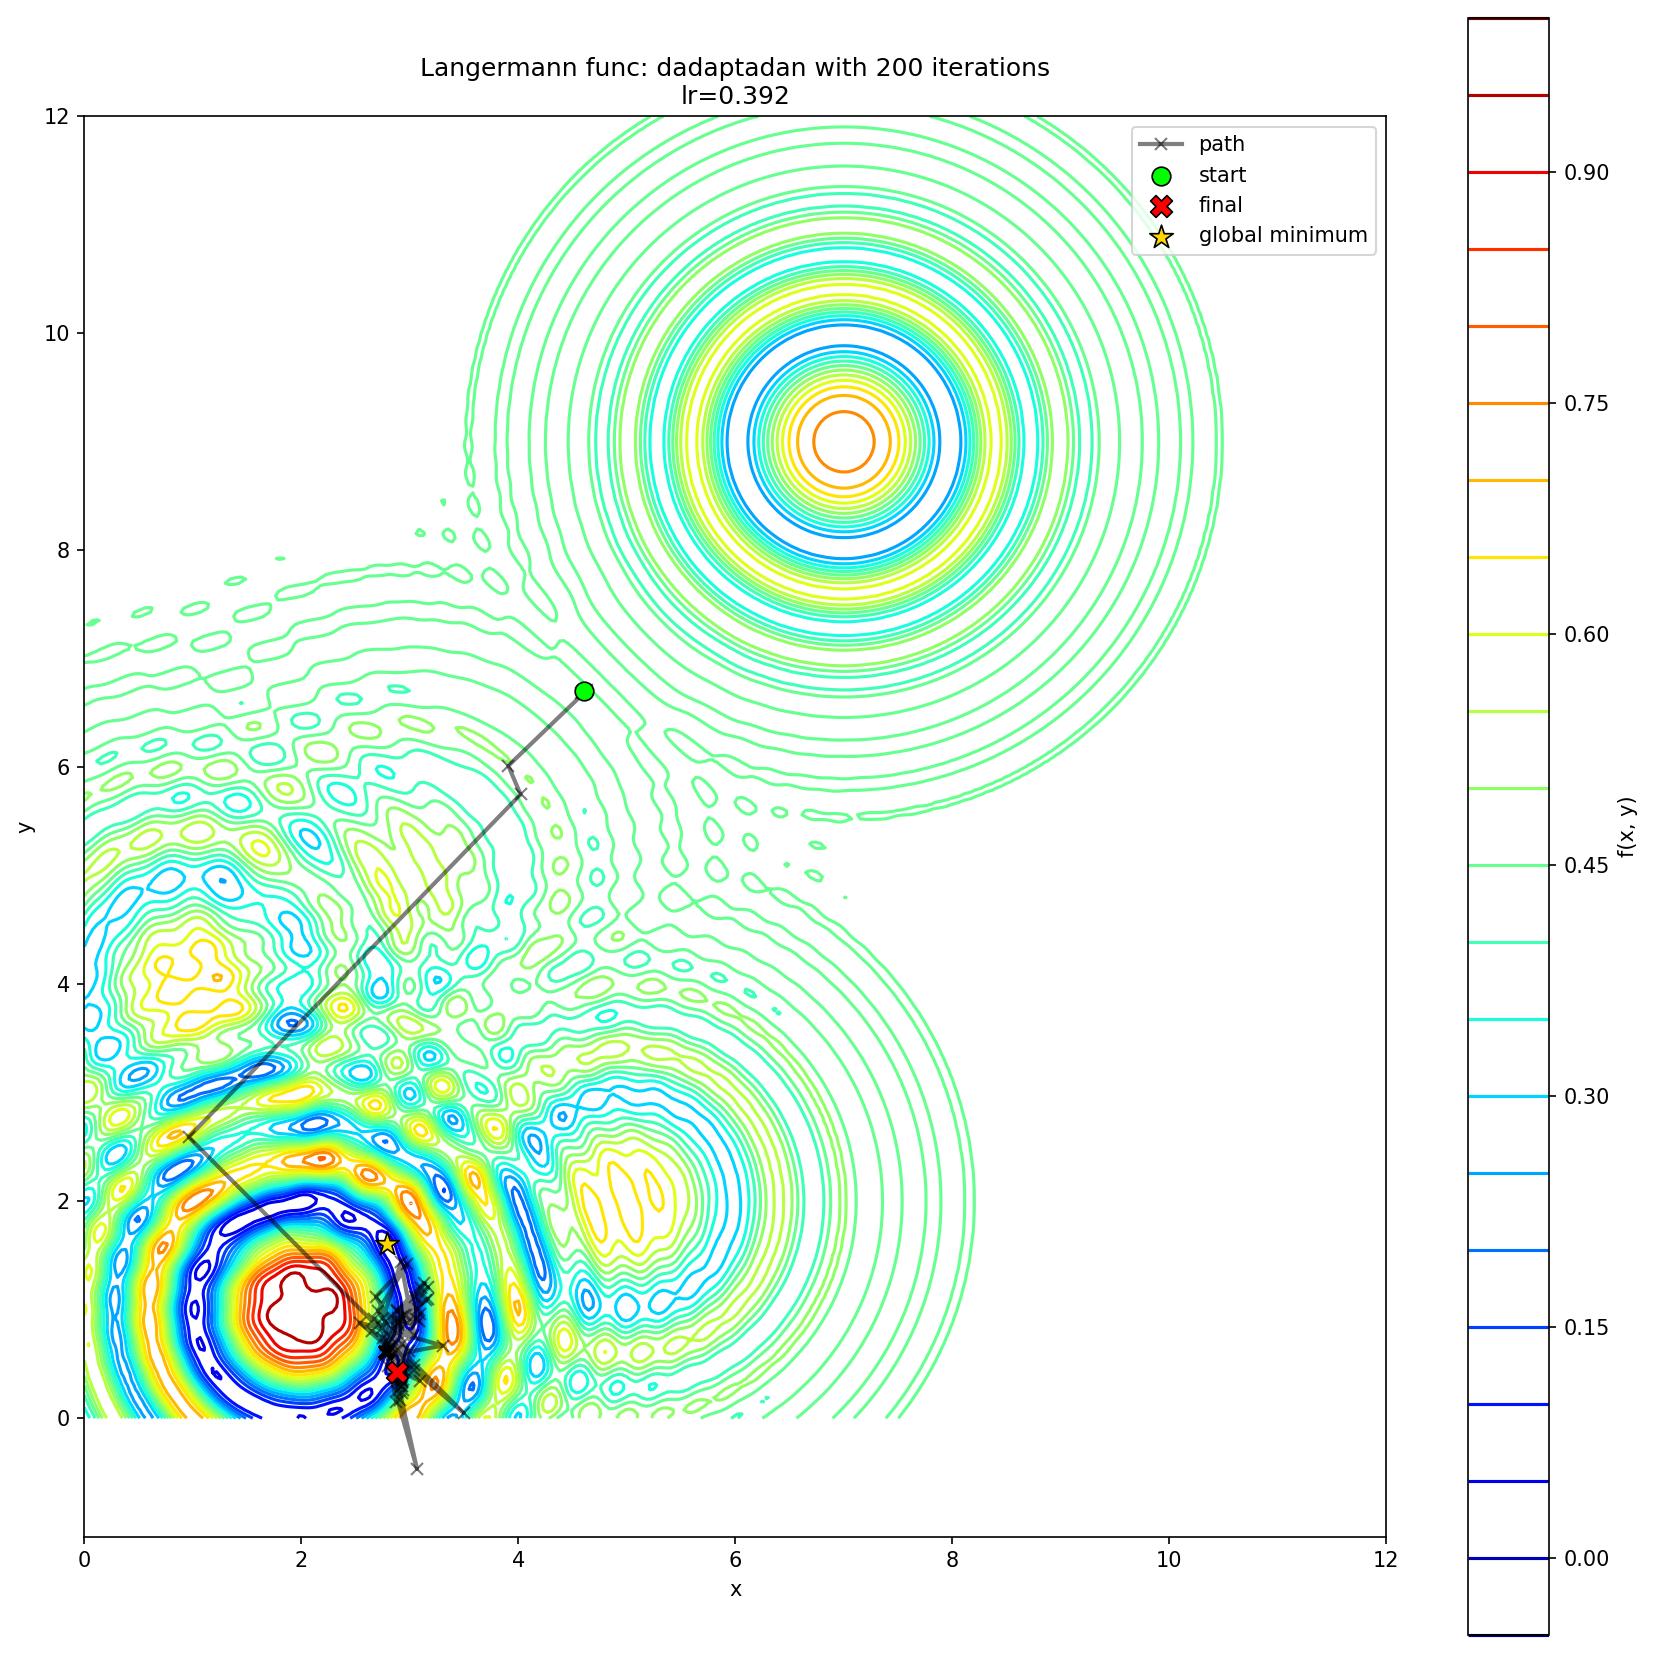 Langermann func: dadaptadan with 200 iterations
lr=0.392
path
start
final
global minimum
12
10
8
6
4
2
0
y
0 2 4 6 8 10 12
x
0.90
0.75
0.60
0.45
0.30
0.15
0.00
f(x, y)